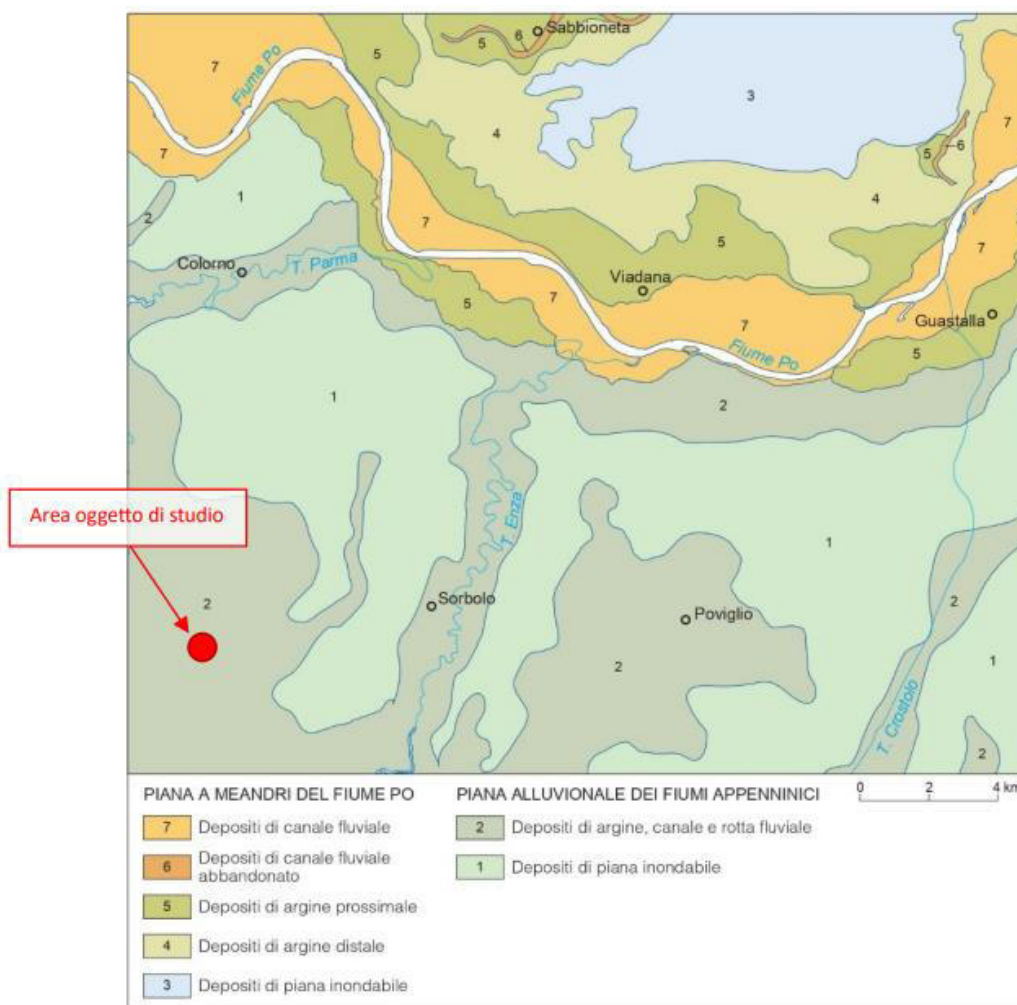 Sabbioneta
5
6
5
7
Fiume Po
3
7
4
5
6
7
1
4
2
7
5
7
Colorno
T. Parma
Viadana
5
7
7
Guastalla
Fiume Po
5
1
2
Area oggetto di studio
T. Enza
1
2
Sorbolo
Poviglio
2
2
1
T. Crostolo
2
PIANA A MEANDRI DEL FIUME PO
7 Depositi di canale fluviale
6 Depositi di canale fluviale
abbandonato
5 Depositi di argine prossimale
4 Depositi di argine distale
3 Depositi di piana inondabile
PIANA ALLUVIONALE DEI FIUMI APPENNINICI
2 Depositi di argine, canale e rotta fluviale
1 Depositi di piana inondabile
0 2 4 km